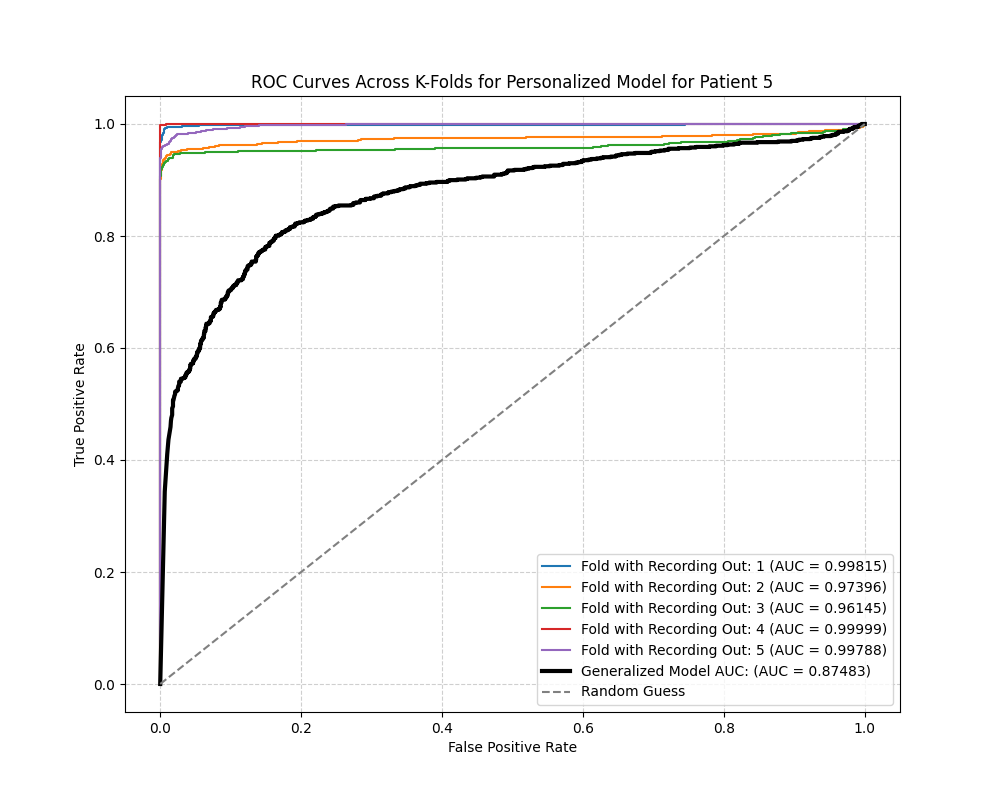 ROC Curves Across K-Folds for Personalized Model for Patient 5
True Positive Rate
1.0
0.8
0.6
0.4
0.2
0.0
Fold with Recording Out: 1 (AUC = 0.99815)
Fold with Recording Out: 2 (AUC = 0.97396)
Fold with Recording Out: 3 (AUC = 0.96145)
Fold with Recording Out: 4 (AUC = 0.99999)
Fold with Recording Out: 5 (AUC = 0.99788)
Generalized Model AUC: (AUC = 0.87483)
Random Guess
0.0 0.2 0.4 0.6 0.8 1.0
False Positive Rate